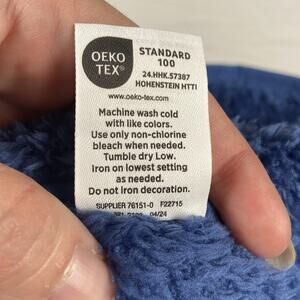 OEKO
TEX®
STANDARD
100
24.HHK.57387
HOHENSTEIN HTTI
www.oeko-tex.com
Machine wash cold
with like colors.
Use only non-chlorine
bleach when needed.
Tumble dry Low.
Iron on lowest setting
as needed.
Do not iron decoration.
SUPPLIER 76151-0 F22715
04/24